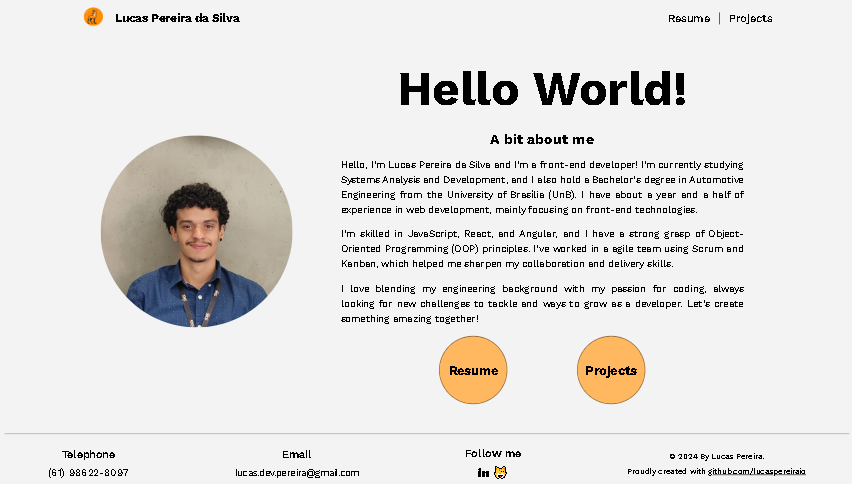 Lucas Pereira da Silva
Resume | Projects
Hello World!
A bit about me
Hello, I'm Lucas Pereira da Silva and I'm a front-end developer! I'm currently studying
Systems Analysis and Development, and I also hold a Bachelor's degree in Automotive
Engineering from the University of Brasília (UnB). I have about a year and a half of
experience in web development, mainly focusing on front-end technologies.
I'm skilled in JavaScript, React, and Angular, and I have a strong grasp of Object-
Oriented Programming (OOP) principles. I've worked in a agile team using Scrum and
Kanban, which helped me sharpen my collaboration and delivery skills.
I love blending my engineering background with my passion for coding, always
looking for new challenges to tackle and ways to grow as a developer. Let's create
something amazing together!
Resume
Projects
Telephone
(61) 98622-8097
Email
lucas.dev.pereira@gmail.com
Follow me
in
© 2024 By Lucas Pereira.
Proudly created with github.com/lucaspereiraio